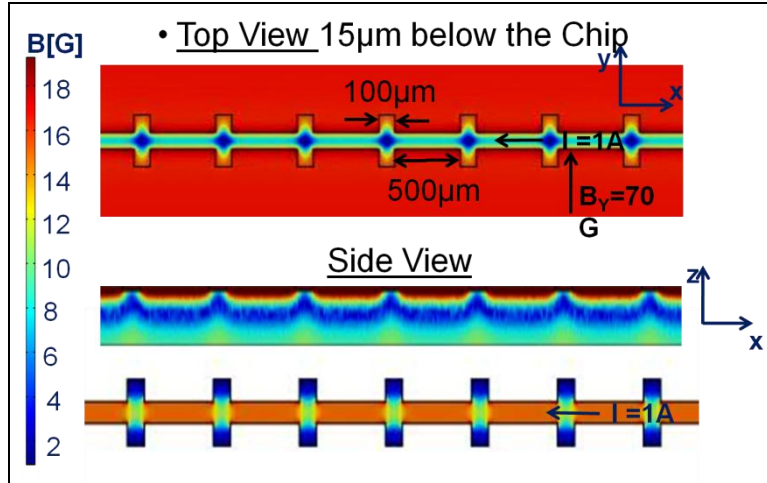 • Top View 15µm below the Chip
B[G]
y
x
18
16
14
12
10
8
6
4
2
100µm
I =1A
500µm
B_Y=70
G
Side View
z
x
I =1A